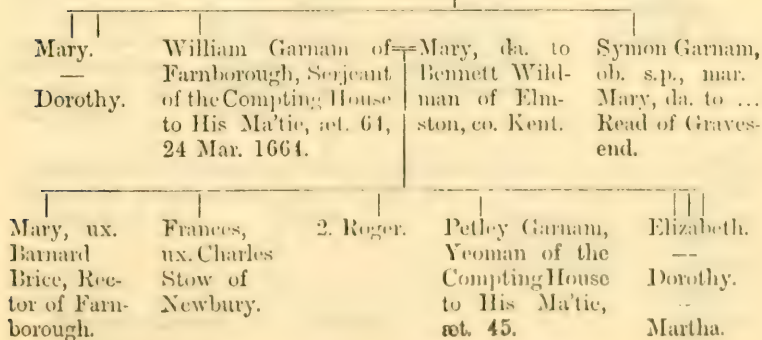 Mary.
—
Dorothy.
William Garnam of
Farnborough, Serjeant
of the Compting House
to His Ma'tie, æt. 61,
24 Mar. 1664.
Mary, da. to
Bennett Wild-
man of Elm-
ston, co. Kent.
Symon Garnam,
ob. s.p., mar.
Mary, da. to ...
Read of Graves-
end.
Mary, ux.
Barnard
Brice, Rec-
tor of Farn-
borough.
Frances,
ux. Charles
Stow of
Newbury.
2. Roger.
Petley Garnam,
Yeoman of the
Compting House
to His Ma'tie,
æt. 45.
Elizabeth.
—
Dorothy.
—
Martha.